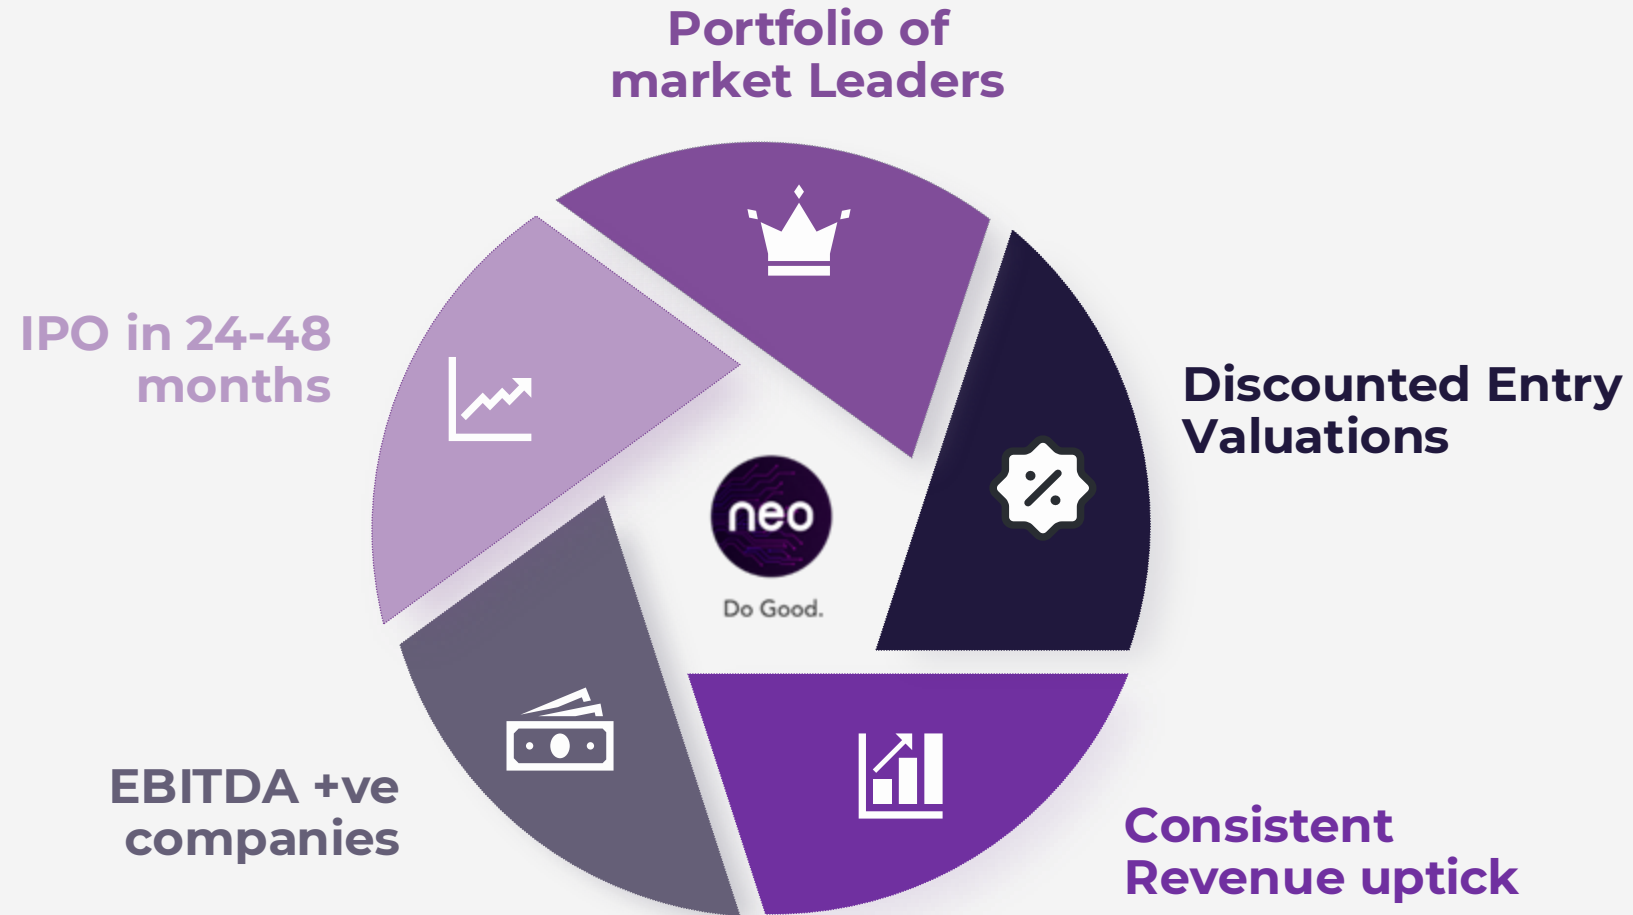 Portfolio of
market Leaders
IPO in 24-48
months
Discounted Entry
Valuations
neo
Do Good.
EBITDA +ve
companies
Consistent
Revenue uptick